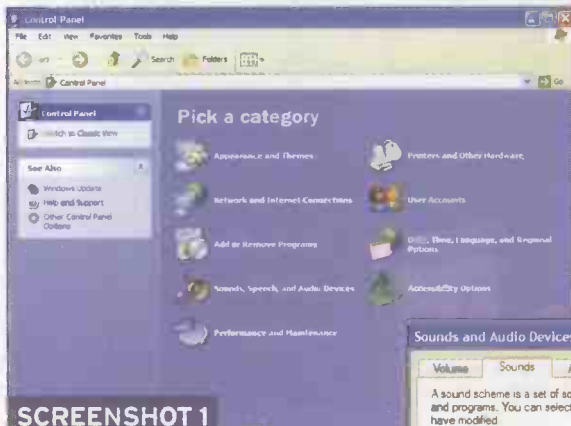 Control Panel
File Edit View Favorites Tools Help
Search Folders
Control Panel Go
Control Panel
Switch to Classic View
See Also
Windows Update
Help and Support
Other Control Panel
Options
Pick a category
Appearance and Themes
Printers and Other Hardware
Network and Internet Connections
User Accounts
Add or Remove Programs
Date, Time, Language, and Regional
Options
Sounds, Speech, and Audio Devices
Accessibility Options
Performance and Maintenance
SCREENSHOT 1
Sounds and Audio Devices
Volume Sounds
A sound scheme is a set of
and programs. You can select
have modified